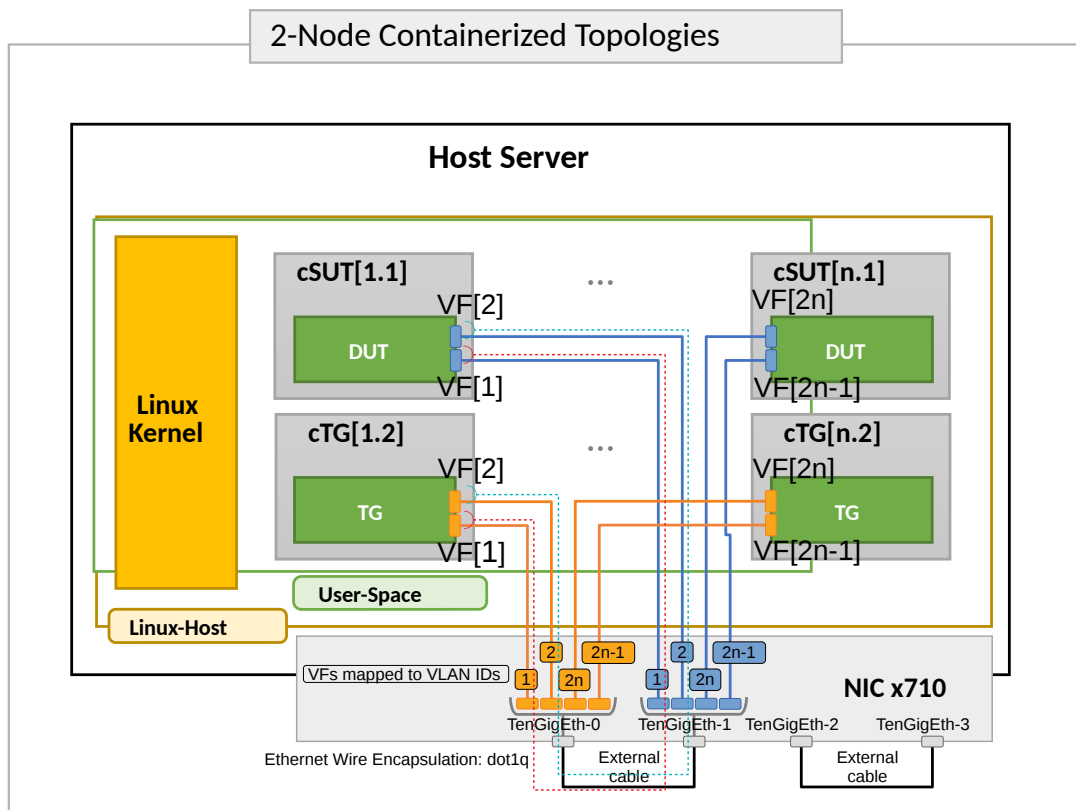 2-Node Containerized Topologies
Host Server
cSUT[1.1]
...
cSUT[n.1]
VF[2]
VF[2n]
DUT
DUT
VF[1]
VF[2n-1]
Linux
Kernel
cTG[1.2]
...
cTG[n.2]
VF[2]
VF[2n]
TG
TG
VF[1]
VF[2n-1]
User-Space
Linux-Host
VFs mapped to VLAN IDs
1
2
2n
2n-1
1
2
2n
2n-1
NIC x710
TenGigEth-0
TenGigEth-1
TenGigEth-2
TenGigEth-3
Ethernet Wire Encapsulation: dot1q
External
cable
External
cable